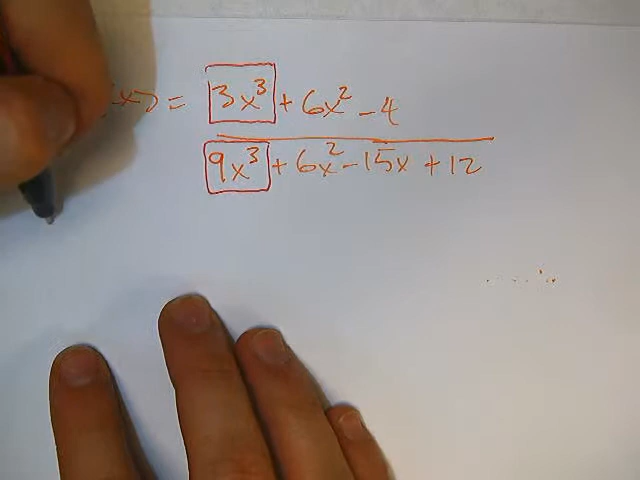 (x) = 3x³ + 6x² - 4
9x³ + 6x² - 15x + 12